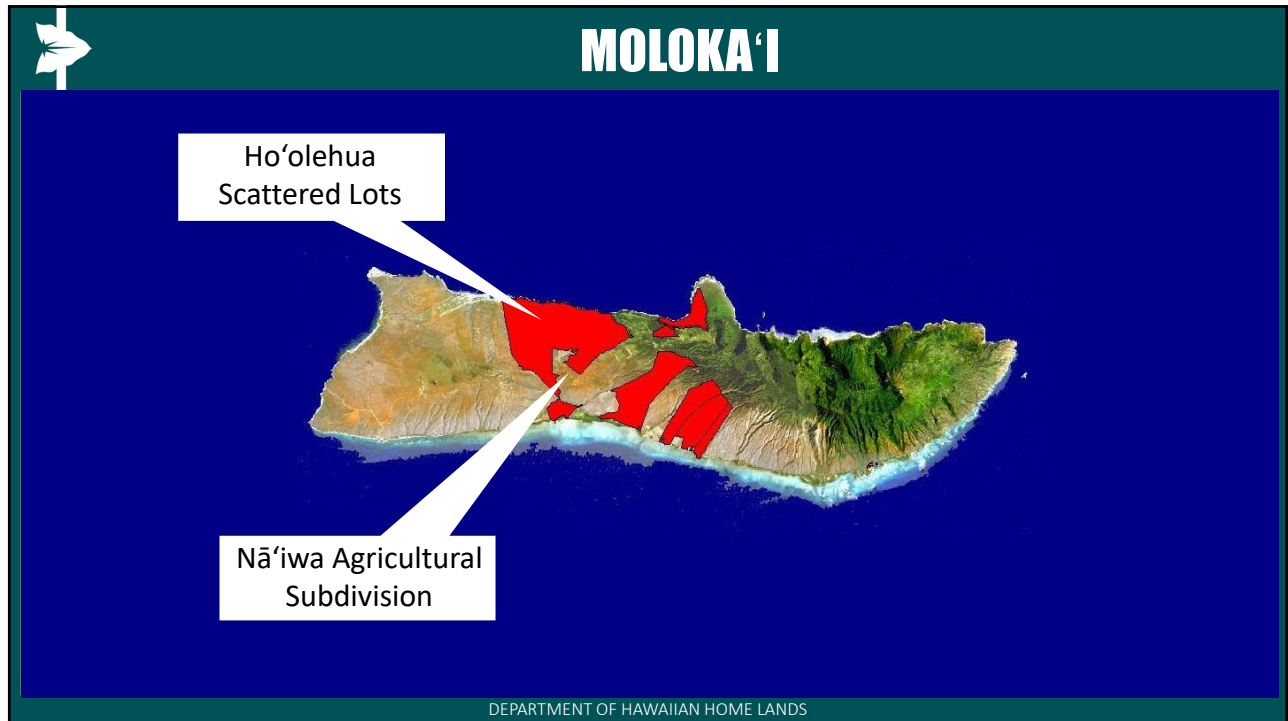 MOLOKAʻI
Hoʻolehua
Scattered Lots
Nāʻiwa Agricultural
Subdivision
DEPARTMENT OF HAWAIIAN HOME LANDS